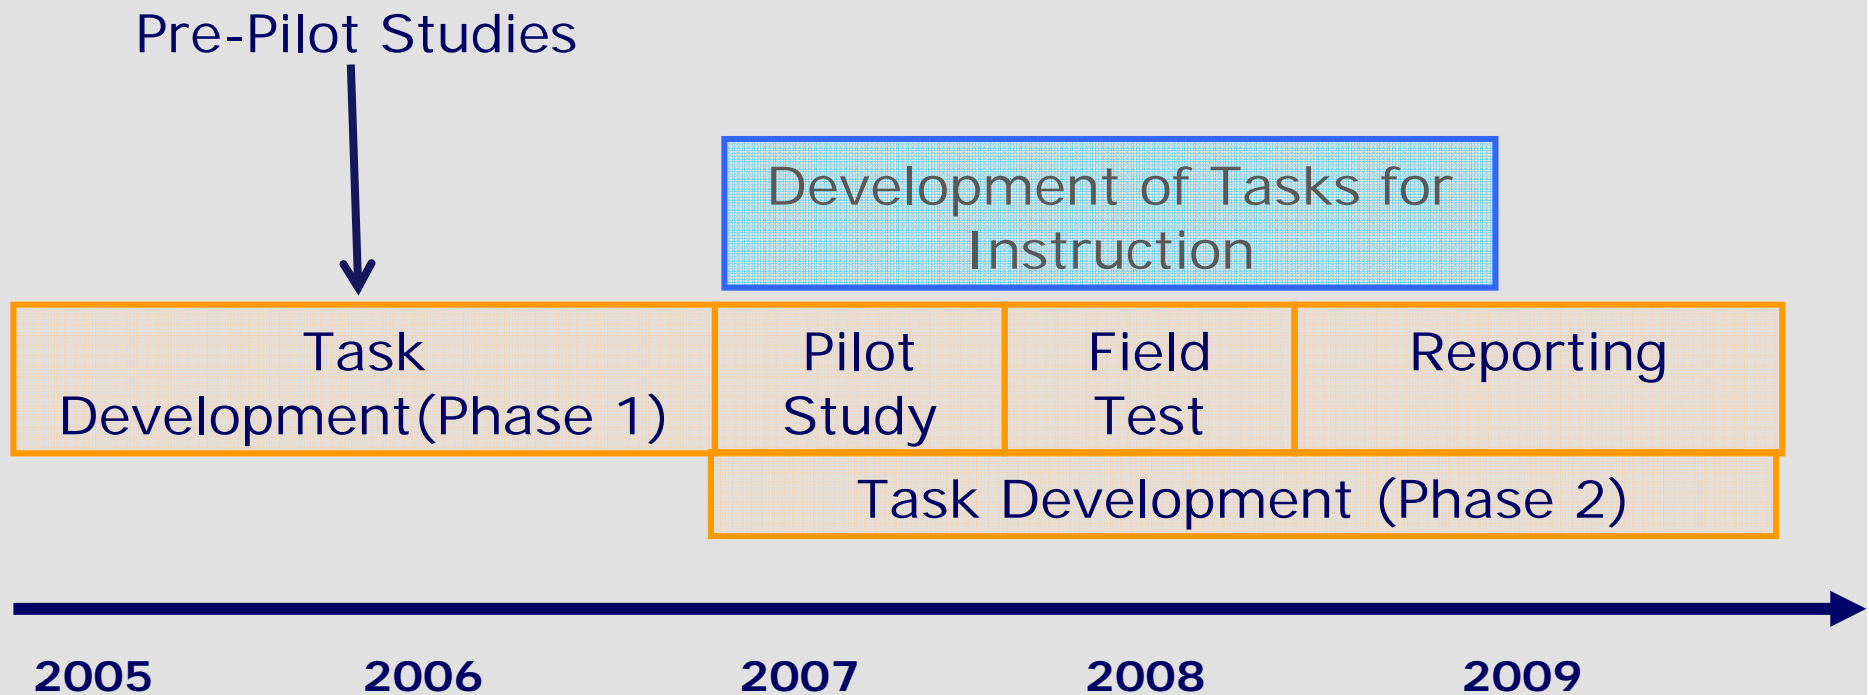 Pre-Pilot Studies
Development of Tasks for
Instruction
Task
Development(Phase 1)
Pilot
Study
Field
Test
Reporting
Task Development (Phase 2)
2005 2006 2007 2008 2009